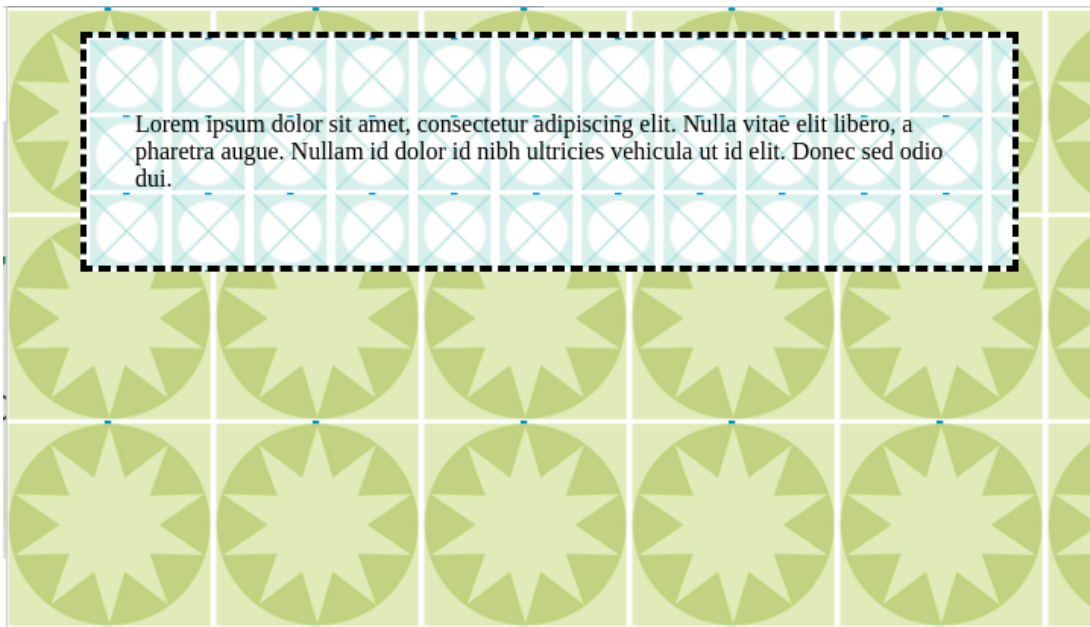 Lorem ipsum dolor sit amet, consectetur adipiscing elit. Nulla vitae elit libero, a
pharetra augue. Nullam id dolor id nibh ultricies vehicula ut id elit. Donec sed odio
dui.